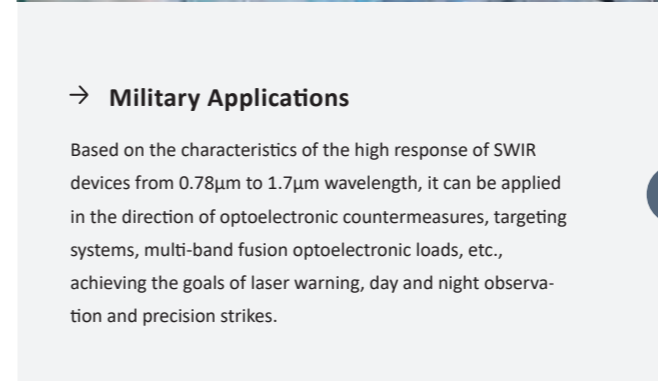 → Military Applications
Based on the characteristics of the high response of SWIR
devices from 0.78μm to 1.7μm wavelength, it can be applied
in the direction of optoelectronic countermeasures, targeting
systems, multi-band fusion optoelectronic loads, etc.,
achieving the goals of laser warning, day and night observa-
tion and precision strikes.